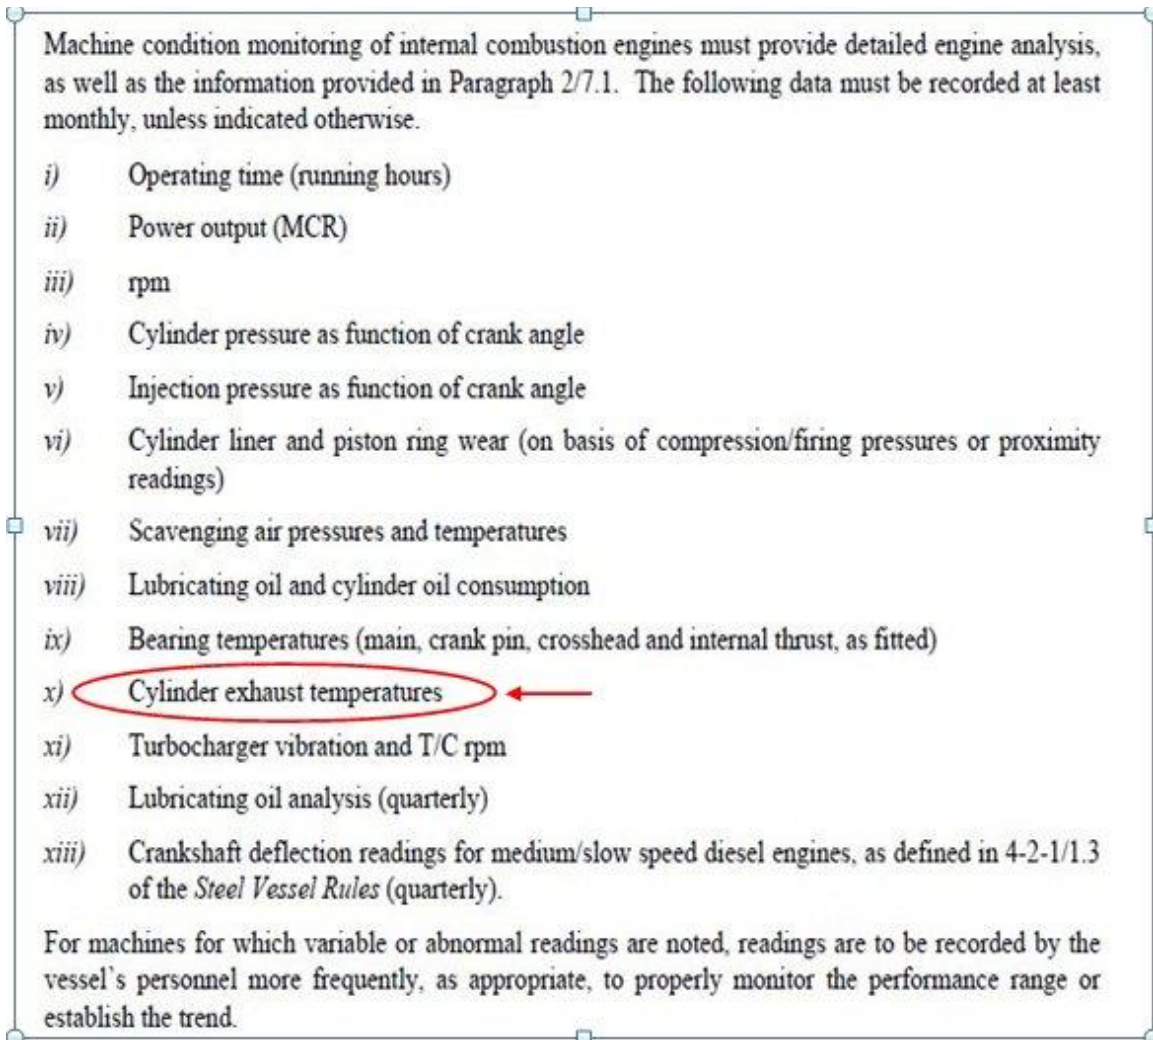 Machine condition monitoring of internal combustion engines must provide detailed engine analysis,
as well as the information provided in Paragraph 2/7.1. The following data must be recorded at least
monthly, unless indicated otherwise.
i) Operating time (running hours)
ii) Power output (MCR)
iii) rpm
iv) Cylinder pressure as function of crank angle
v) Injection pressure as function of crank angle
vi) Cylinder liner and piston ring wear (on basis of compression/firing pressures or proximity
readings)
vii) Scavenging air pressures and temperatures
viii) Lubricating oil and cylinder oil consumption
ix) Bearing temperatures (main, crank pin, crosshead and internal thrust, as fitted)
x) Cylinder exhaust temperatures
xi) Turbocharger vibration and T/C rpm
xii) Lubricating oil analysis (quarterly)
xiii) Crankshaft deflection readings for medium/slow speed diesel engines, as defined in 4-2-1/1.3
of the Steel Vessel Rules (quarterly).
For machines for which variable or abnormal readings are noted, readings are to be recorded by the
vessel`s personnel more frequently, as appropriate, to properly monitor the performance range or
establish the trend.